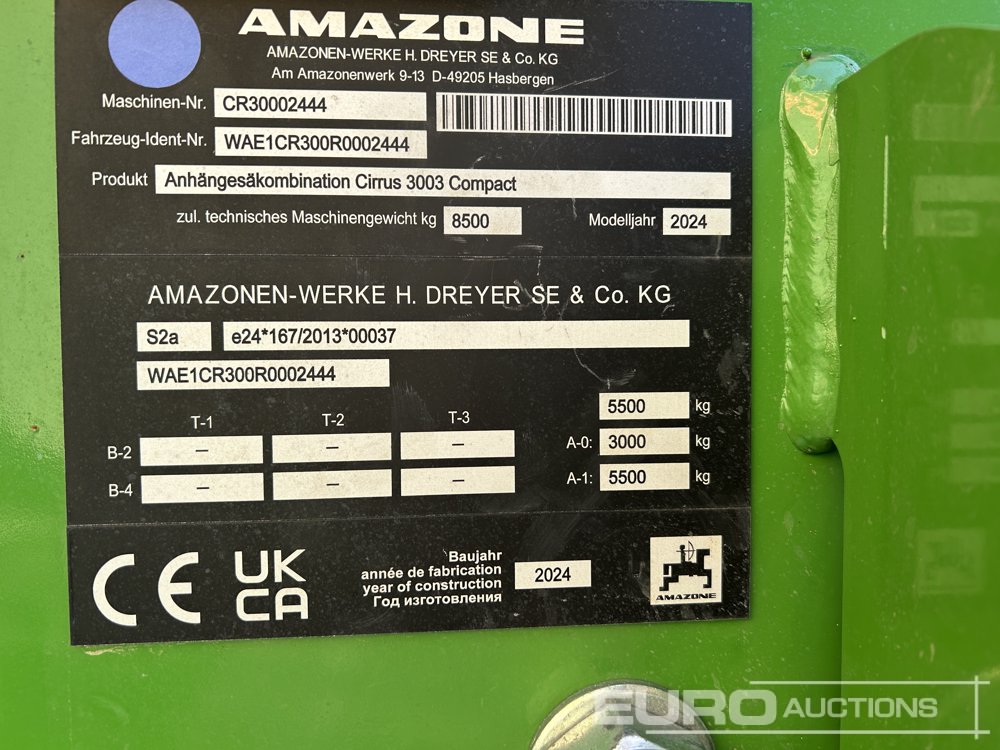 AMAZONE
AMAZONEN-WERKE H. DREYER SE & Co. KG
Am Amazonenwerk 9-13 D-49205 Hasbergen
Maschinen-Nr. CR30002444
Fahrzeug-Ident-Nr. WAE1CR300R0002444
Produkt Anhängesäkombination Cirrus 3003 Compact
zul. technisches Maschinengewicht kg 8500 Modelljahr 2024
AMAZONEN-WERKE H. DREYER SE & Co. KG
S2a e24*167/2013*00037
WAE1CR300R0002444
5500 kg
T-1 T-2 T-3
B-2 – – – A-0: 3000 kg
B-4 – – – A-1: 5500 kg
CE UK CA
Baujahr
année de fabrication
year of construction
Год изготовления
2024
AMAZONE
EURO AUCTIONS